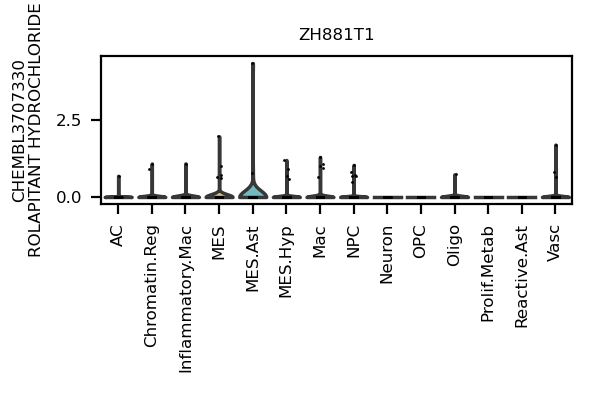 ZH881T1
CHEMBL3707330
ROLAPITANT HYDROCHLORIDE
2.5
0.0
AC
Chromatin.Reg
Inflammatory.Mac
MES
MES.Ast
MES.Hyp
Mac
NPC
Neuron
OPC
Oligo
Prolif.Metab
Reactive.Ast
Vasc